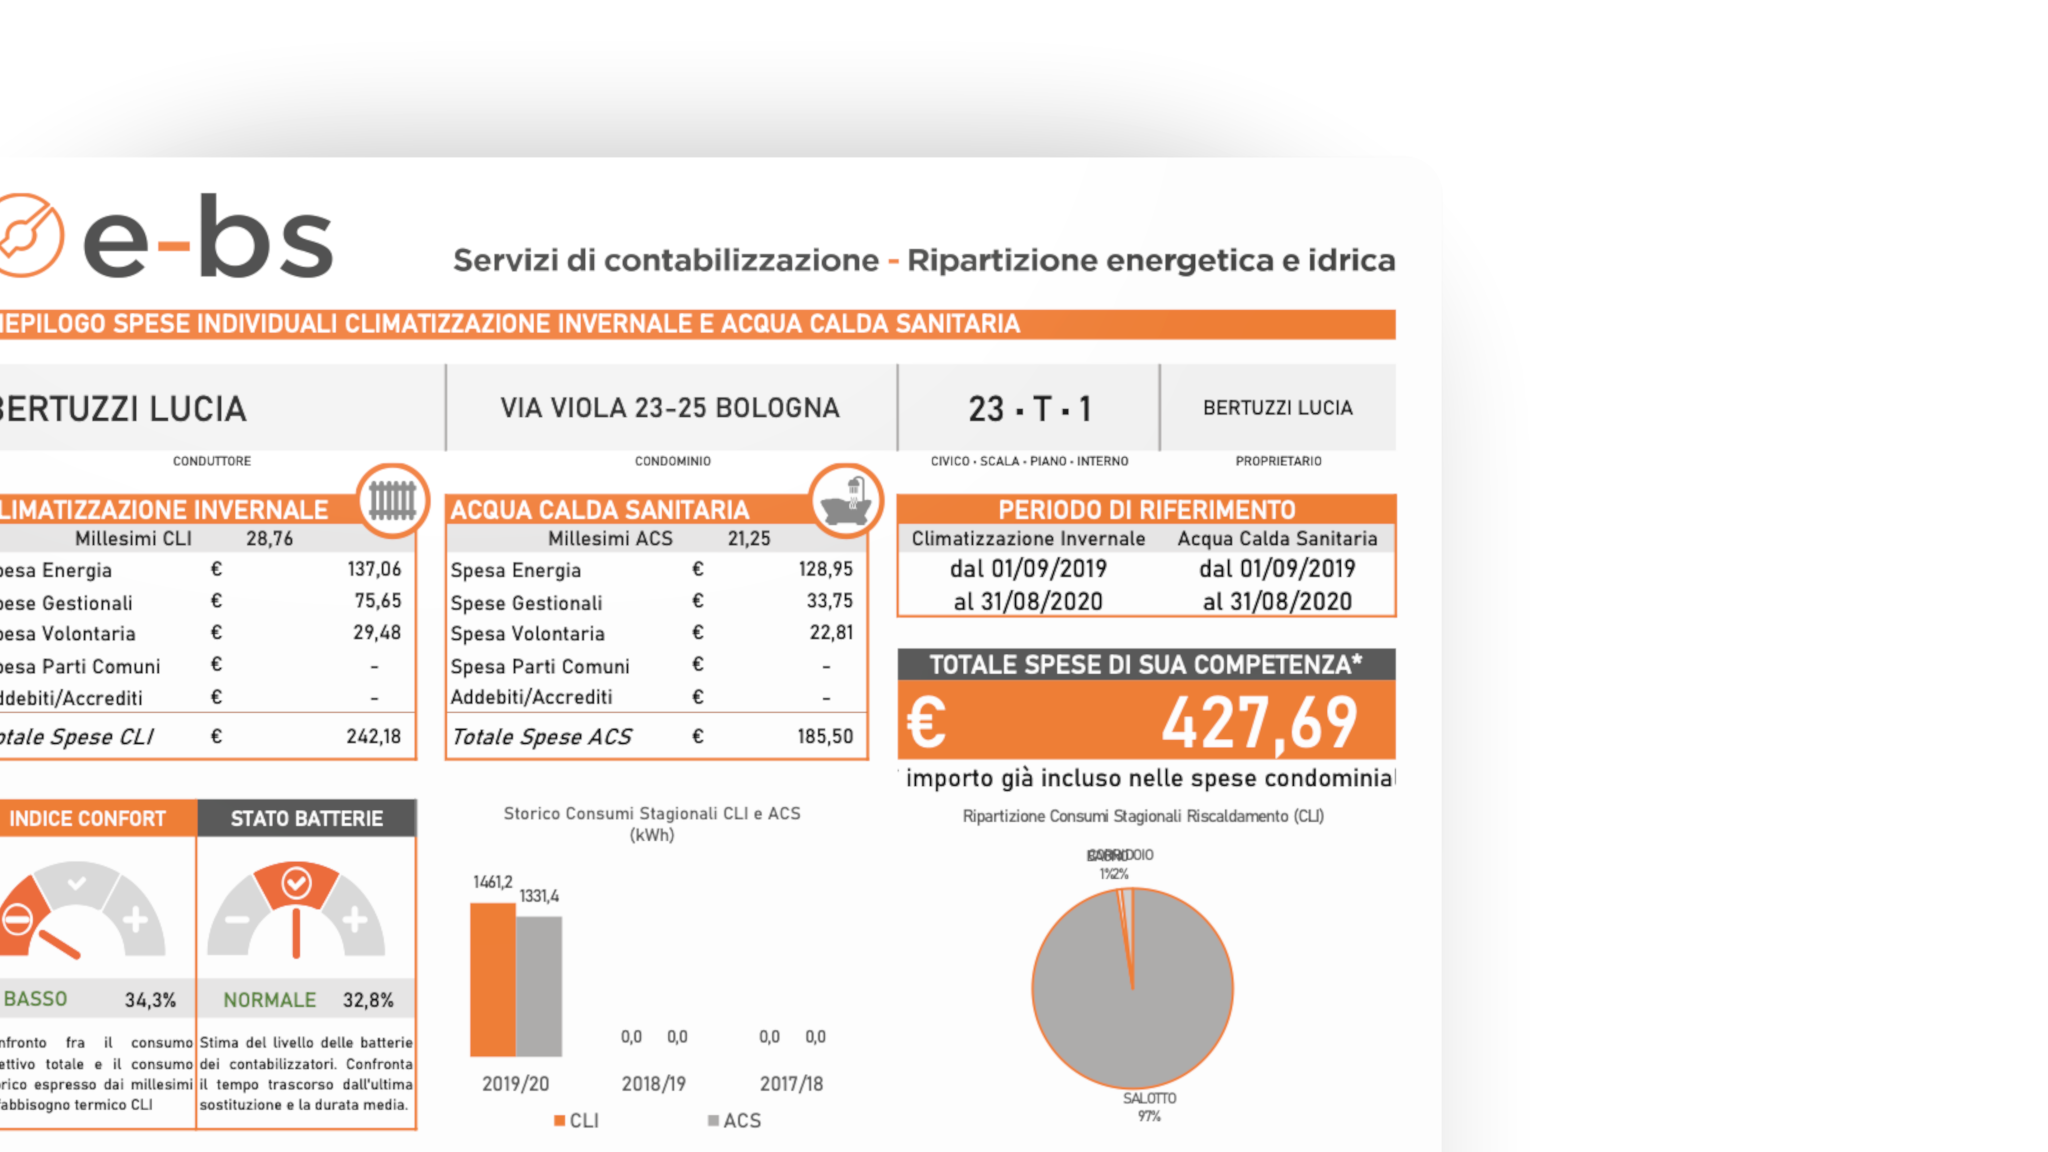 e-bs
Servizi di contabilizzazione - Ripartizione energetica e idrica
IEPILOGO SPESE INDIVIDUALI CLIMATIZZAZIONE INVERNALE E ACQUA CALDA SANITARIA
BERTUZZI LUCIA
VIA VIOLA 23-25 BOLOGNA
23 · T · 1
BERTUZZI LUCIA
CONDUTTORE
CONDOMINIO
CIVICO · SCALA · PIANO · INTERNO
PROPRIETARIO
LIMATIZZAZIONE INVERNALE
Millesimi CLI 28,76
pesa Energia € 137,06
pese Gestionali € 75,65
pesa Volontaria € 29,48
pesa Parti Comuni € -
ddebiti/Accrediti € -
otale Spese CLI € 242,18
ACQUA CALDA SANITARIA
Millesimi ACS 21,25
Spesa Energia € 128,95
Spese Gestionali € 33,75
Spesa Volontaria € 22,81
Spesa Parti Comuni € -
Addebiti/Accrediti € -
Totale Spese ACS € 185,50
PERIODO DI RIFERIMENTO
Climatizzazione Invernale Acqua Calda Sanitaria
dal 01/09/2019 dal 01/09/2019
al 31/08/2020 al 31/08/2020
TOTALE SPESE DI SUA COMPETENZA*
€ 427,69
importo già incluso nelle spese condominial
INDICE CONFORT
BASSO 34,3%
nfronto fra il consumo
ettivo totale e il consumo
rico espresso dai millesimi
fabbisogno termico CLI
STATO BATTERIE
NORMALE 32,8%
Stima del livello delle batterie
dei contabilizzatori. Confronta
il tempo trascorso dall'ultima
sostituzione e la durata media.
Storico Consumi Stagionali CLI e ACS
(kWh)
1461,2
1331,4
0,0 0,0 0,0 0,0
2019/20 2018/19 2017/18
CLI ACS
Ripartizione Consumi Stagionali Riscaldamento (CLI)
CORRIDOIO
1% 2%
SALOTTO
97%